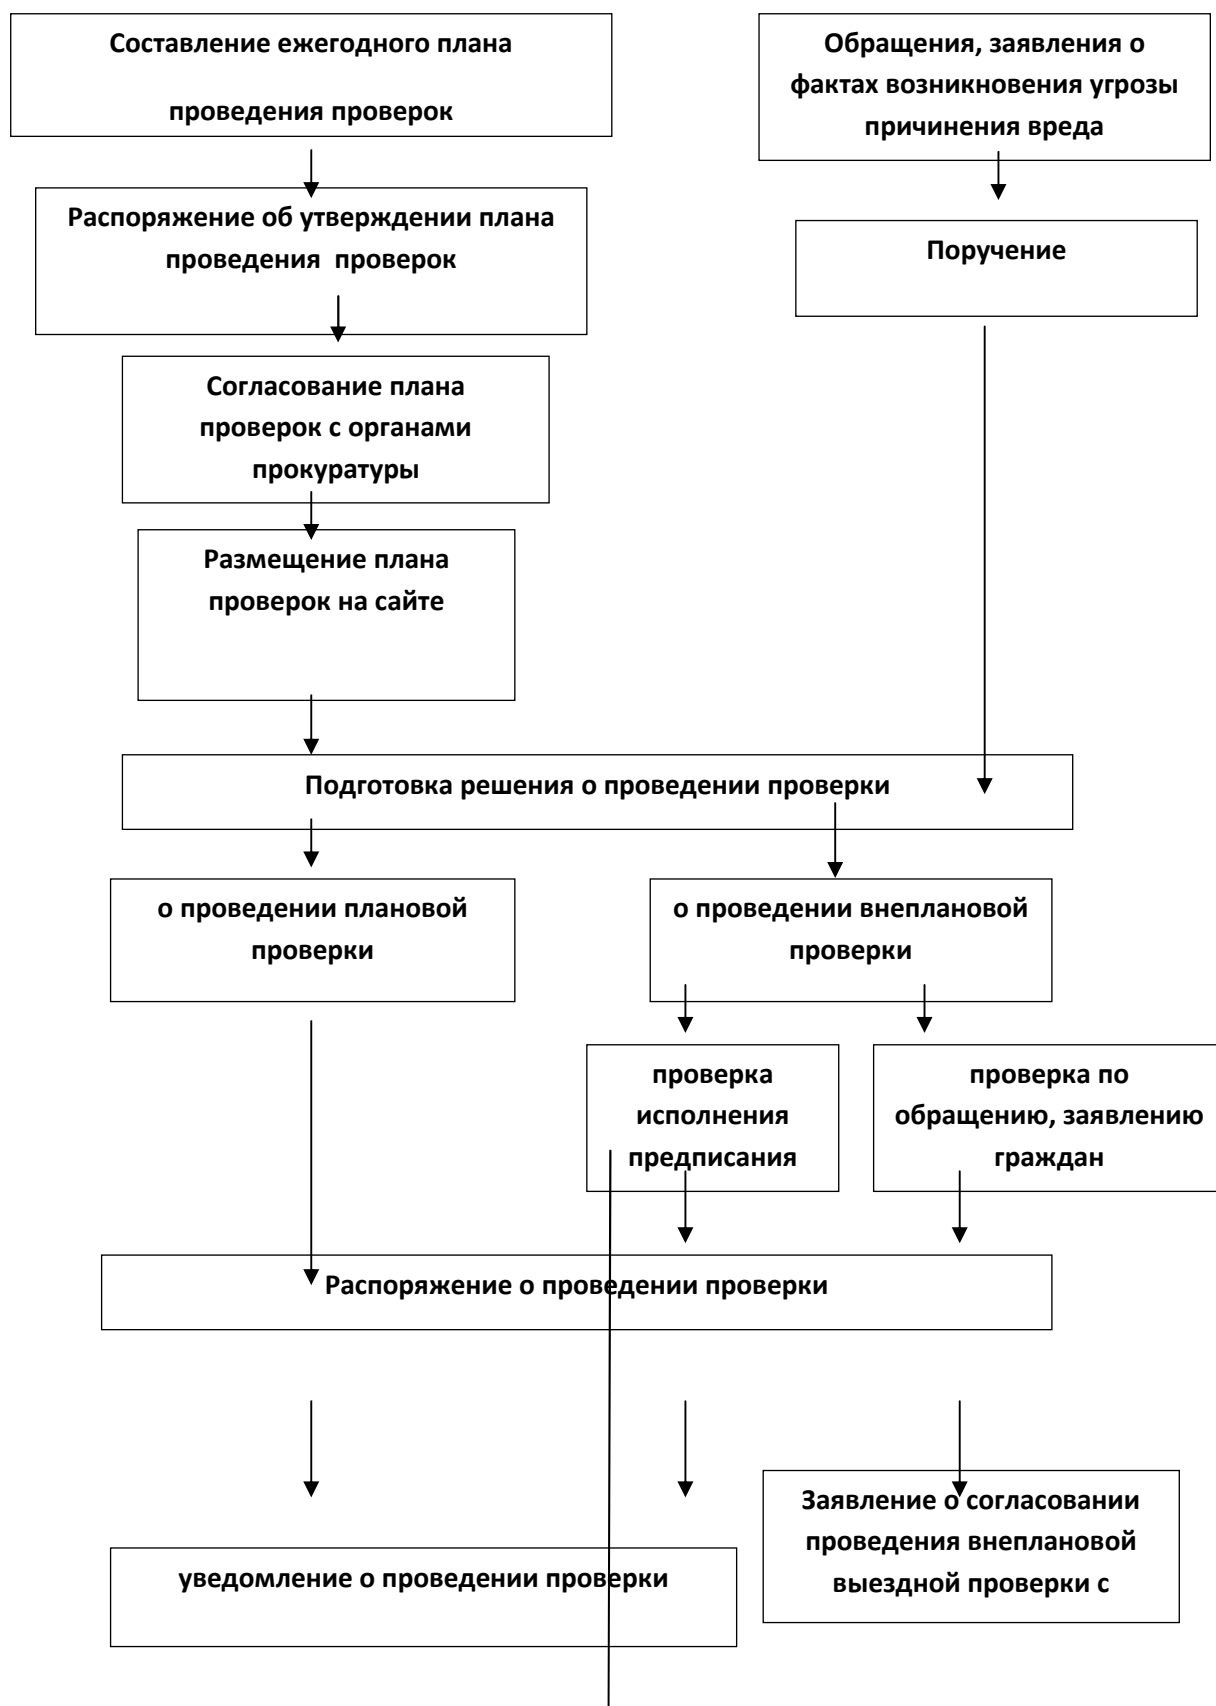 Составление ежегодного плана
проведения проверок
Обращения, заявления о
фактах возникновения угрозы
причинения вреда
Распоряжение об утверждении плана
проведения проверок
Поручение
Согласование плана
проверок с органами
прокуратуры
Размещение плана
проверок на сайте
Подготовка решения о проведении проверки
о проведении плановой
проверки
о проведении внеплановой
проверки
проверка
исполнения
предписания
проверка по
обращению, заявлению
граждан
Распоряжение о проведении проверки
Заявление о согласовании
проведения внеплановой
выездной проверки с
уведомление о проведении проверки